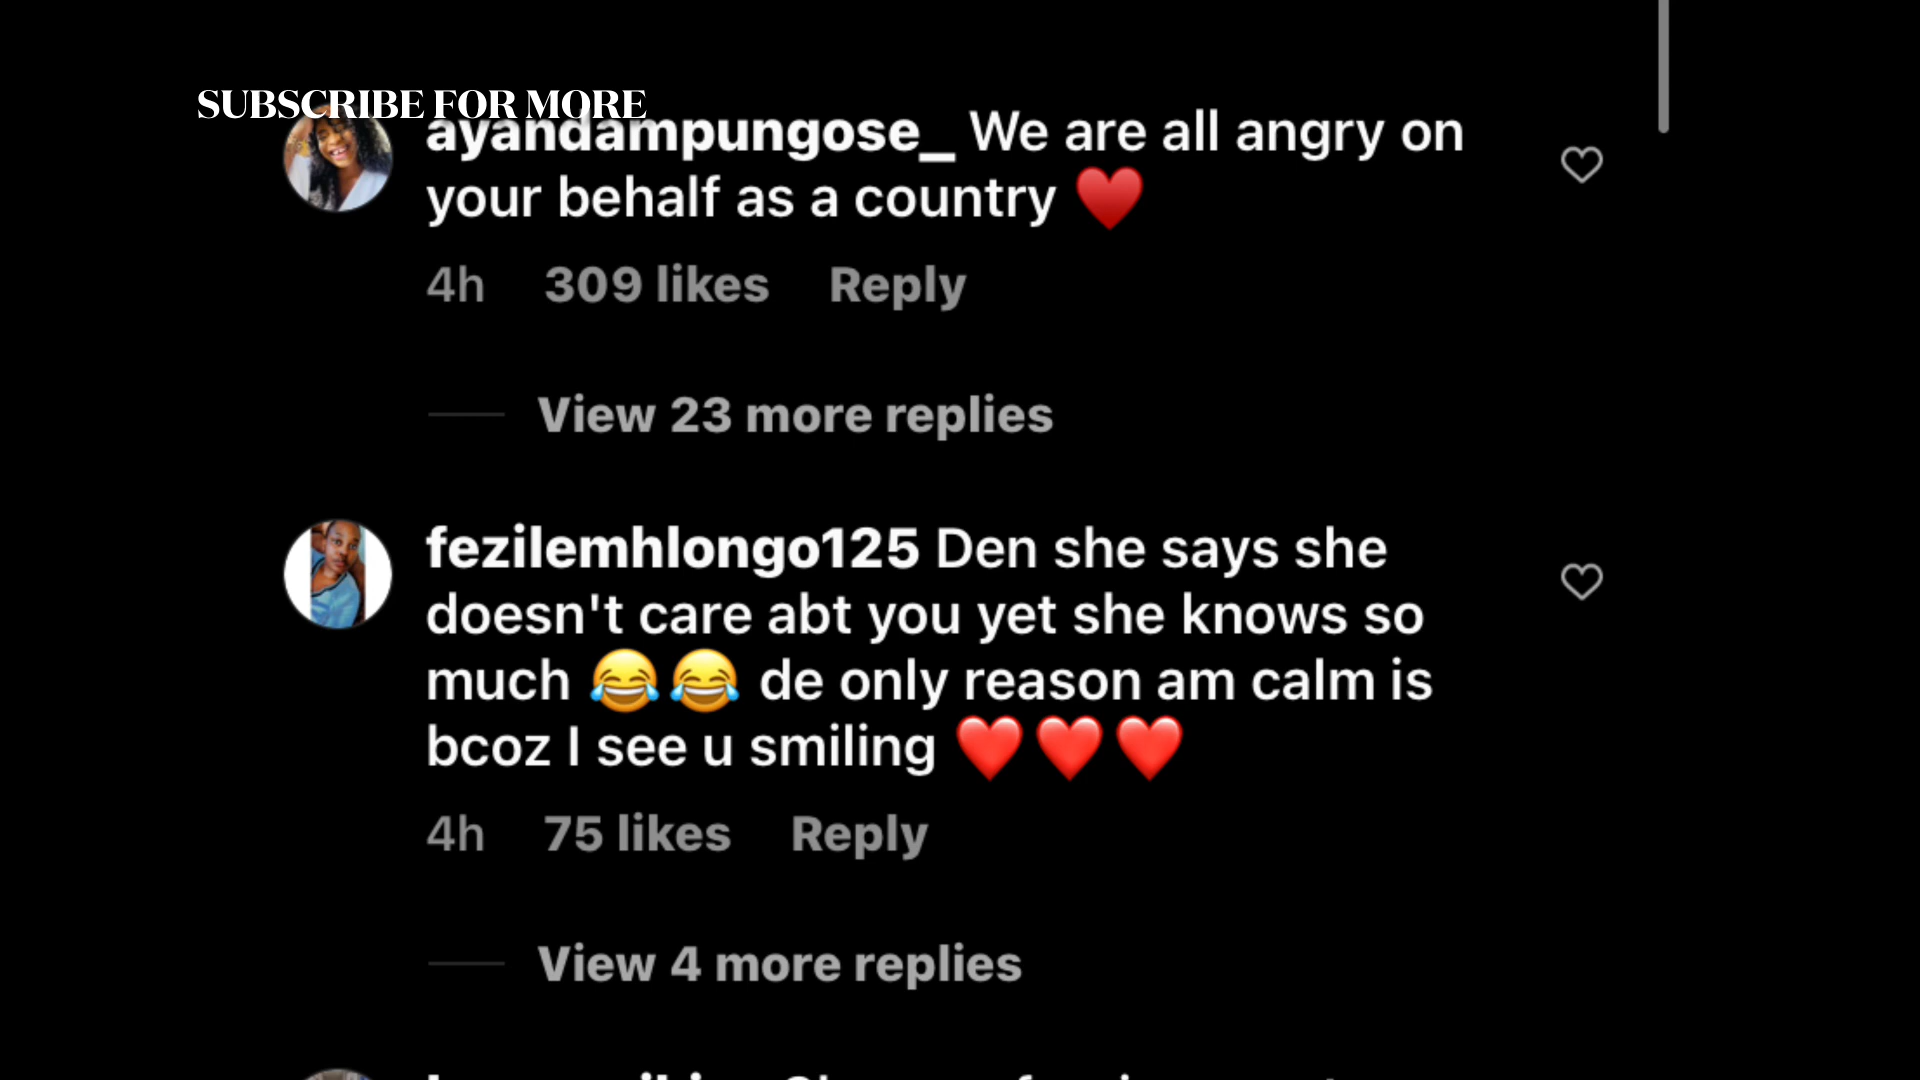 SUBSCRIBE FOR MORE
ayandampungose_ We are all angry on
your behalf as a country ♥️
4h 309 likes Reply
View 23 more replies
fezilemhlongo125 Den she says she
doesn't care abt you yet she knows so
much 😂😂 de only reason am calm is
bcoz I see u smiling ❤️❤️❤️
4h 75 likes Reply
View 4 more replies